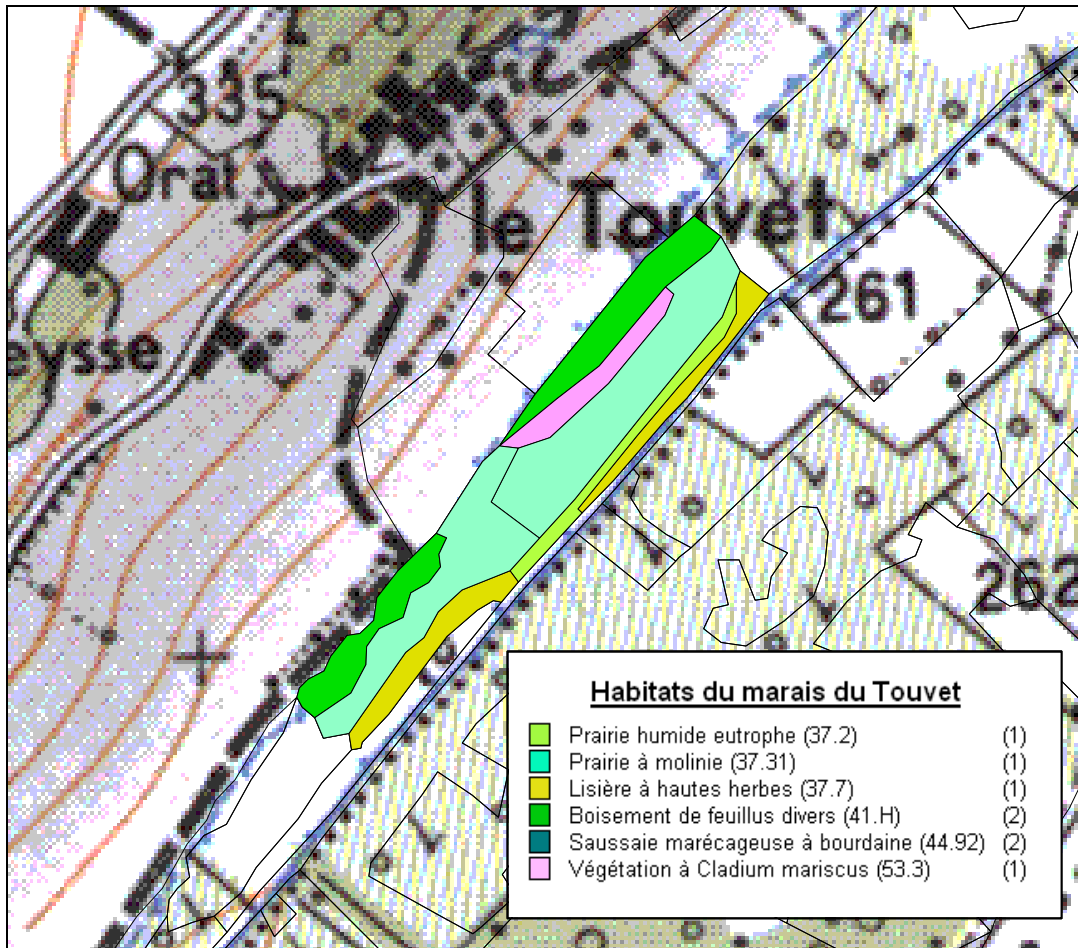 335
Oraf
le Touvet
261
eysse
262
Habitats du marais du Touvet
Prairie humide eutrophe (37.2) (1)
Prairie à molinie (37.31) (1)
Lisière à hautes herbes (37.7) (1)
Boisement de feuillus divers (41.H) (2)
Saussaie marécageuse à bourdaine (44.92) (2)
Végétation à Cladium mariscus (53.3) (1)